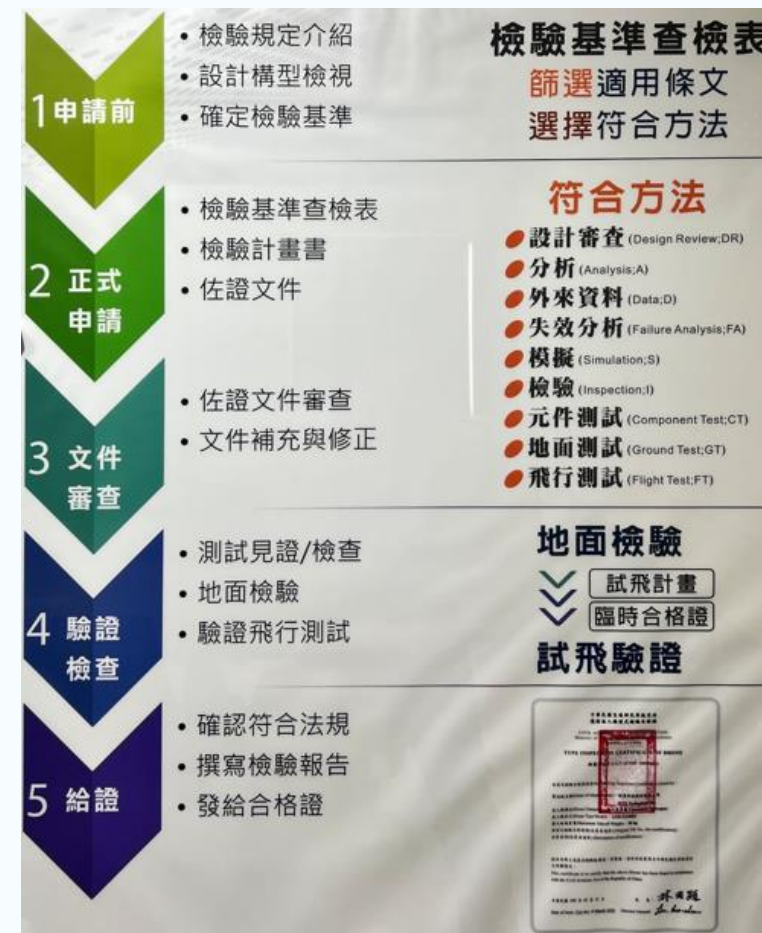 1 申請前
• 檢驗規定介紹
• 設計構型檢視
• 確定檢驗基準
檢驗基準查檢表
篩選適用條文
選擇符合方法
2 正式
申請
• 檢驗基準查檢表
• 檢驗計畫書
• 佐證文件
符合方法
設計審查 (Design Review;DR)
分析 (Analysis;A)
外來資料 (Data;D)
失效分析 (Failure Analysis;FA)
模擬 (Simulation;S)
檢驗 (Inspection;I)
元件測試 (Component Test;CT)
地面測試 (Ground Test;GT)
飛行測試 (Flight Test;FT)
3 文件
審查
• 佐證文件審查
• 文件補充與修正
4 驗證
檢查
• 測試見證/檢查
• 地面檢驗
• 驗證飛行測試
地面檢驗
試飛計畫
臨時合格證
試飛驗證
5 給證
• 確認符合法規
• 撰寫檢驗報告
• 發給合格證